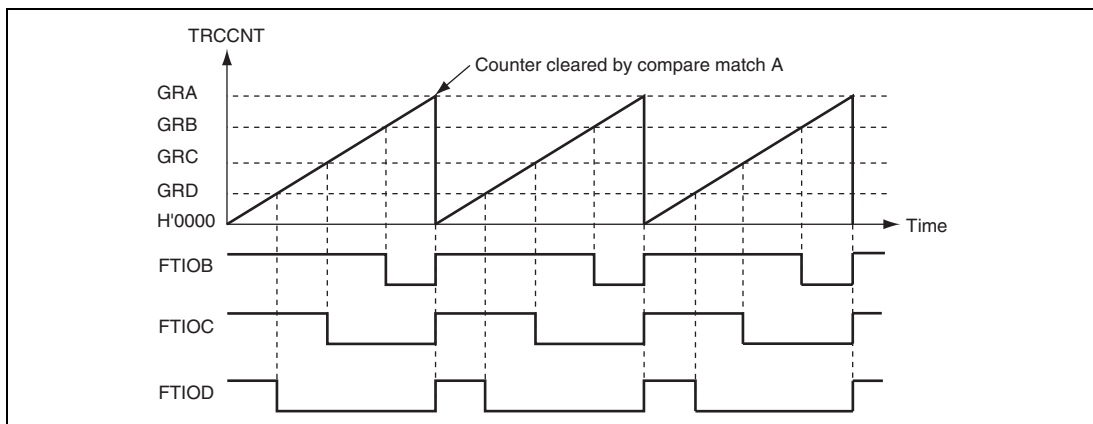 TRCCNT
Counter cleared by compare match A
GRA
GRB
GRC
GRD
H'0000
Time
FTIOB
FTIOC
FTIOD